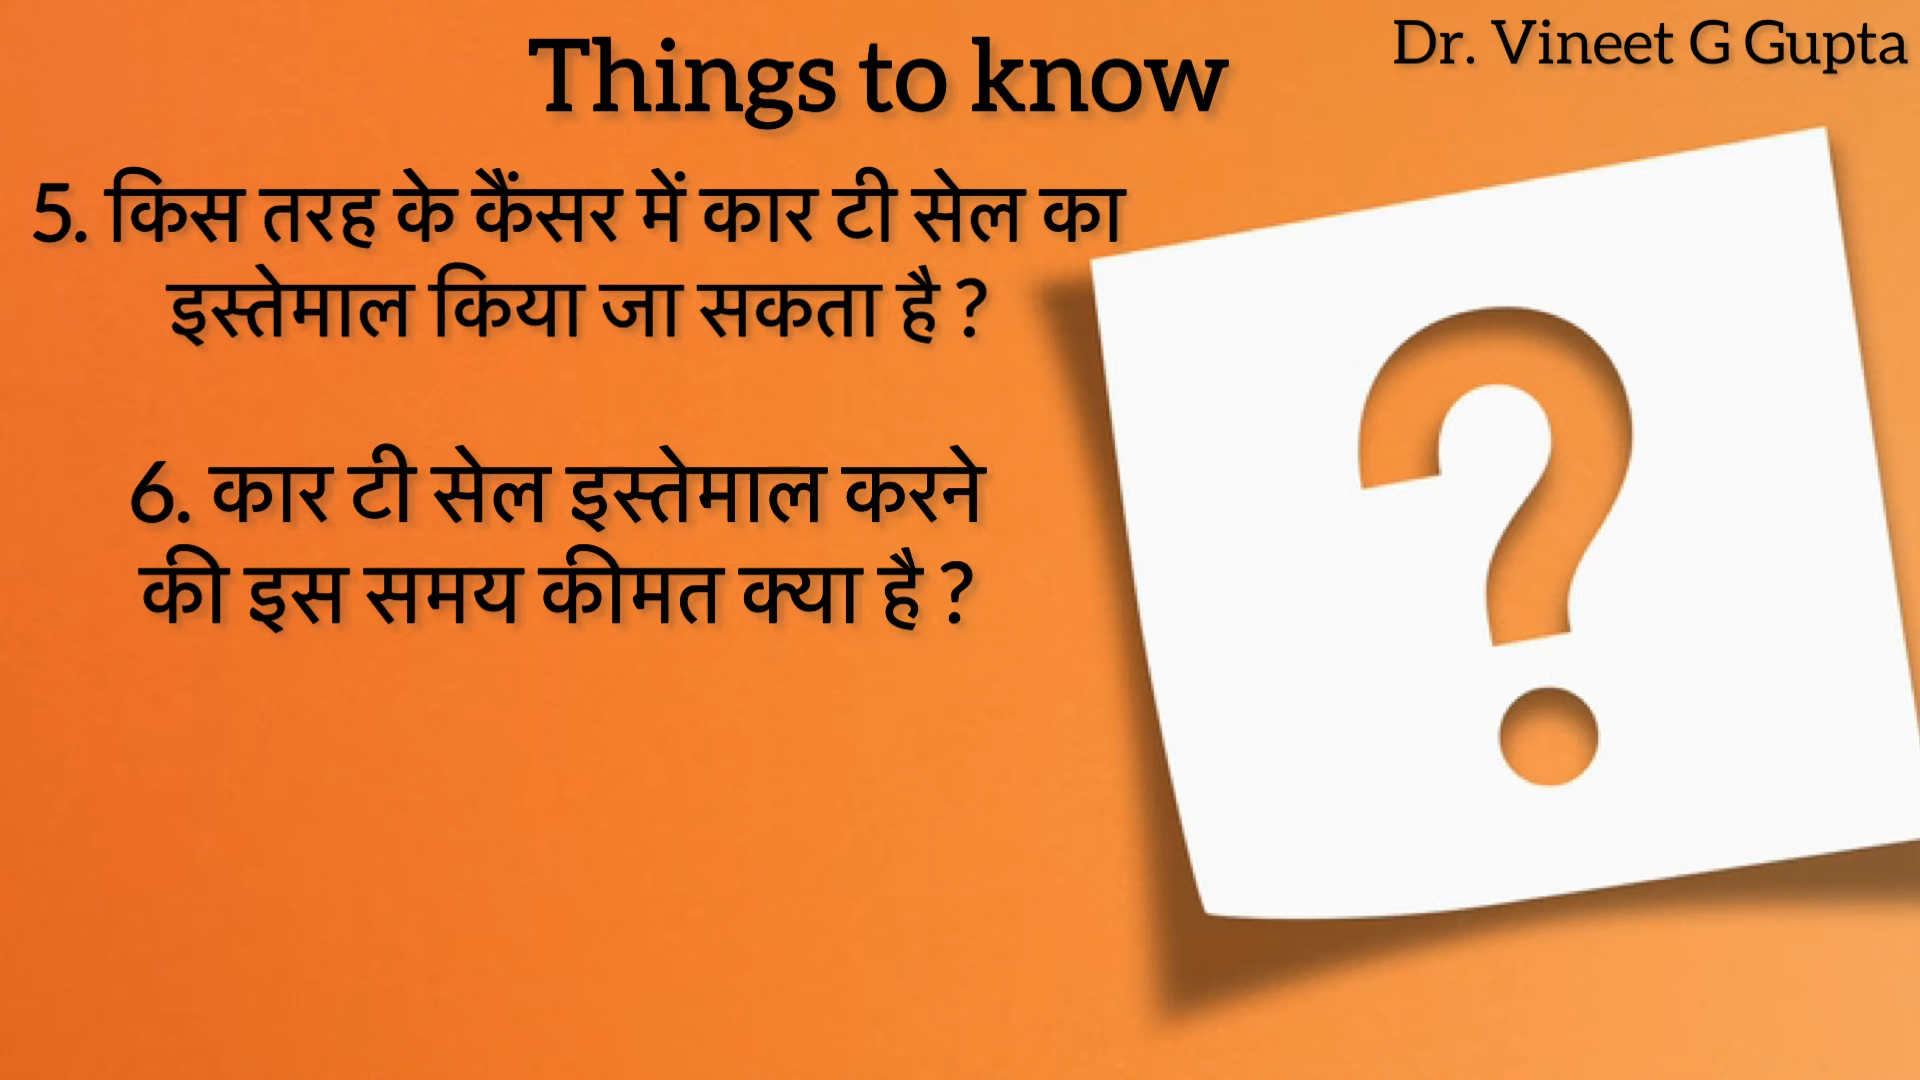 Dr. Vineet G Gupta
Things to know
5. किस तरह के कैंसर में कार टी सेल का
इस्तेमाल किया जा सकता है ?
6. कार टी सेल इस्तेमाल करने
की इस समय कीमत क्या है ?